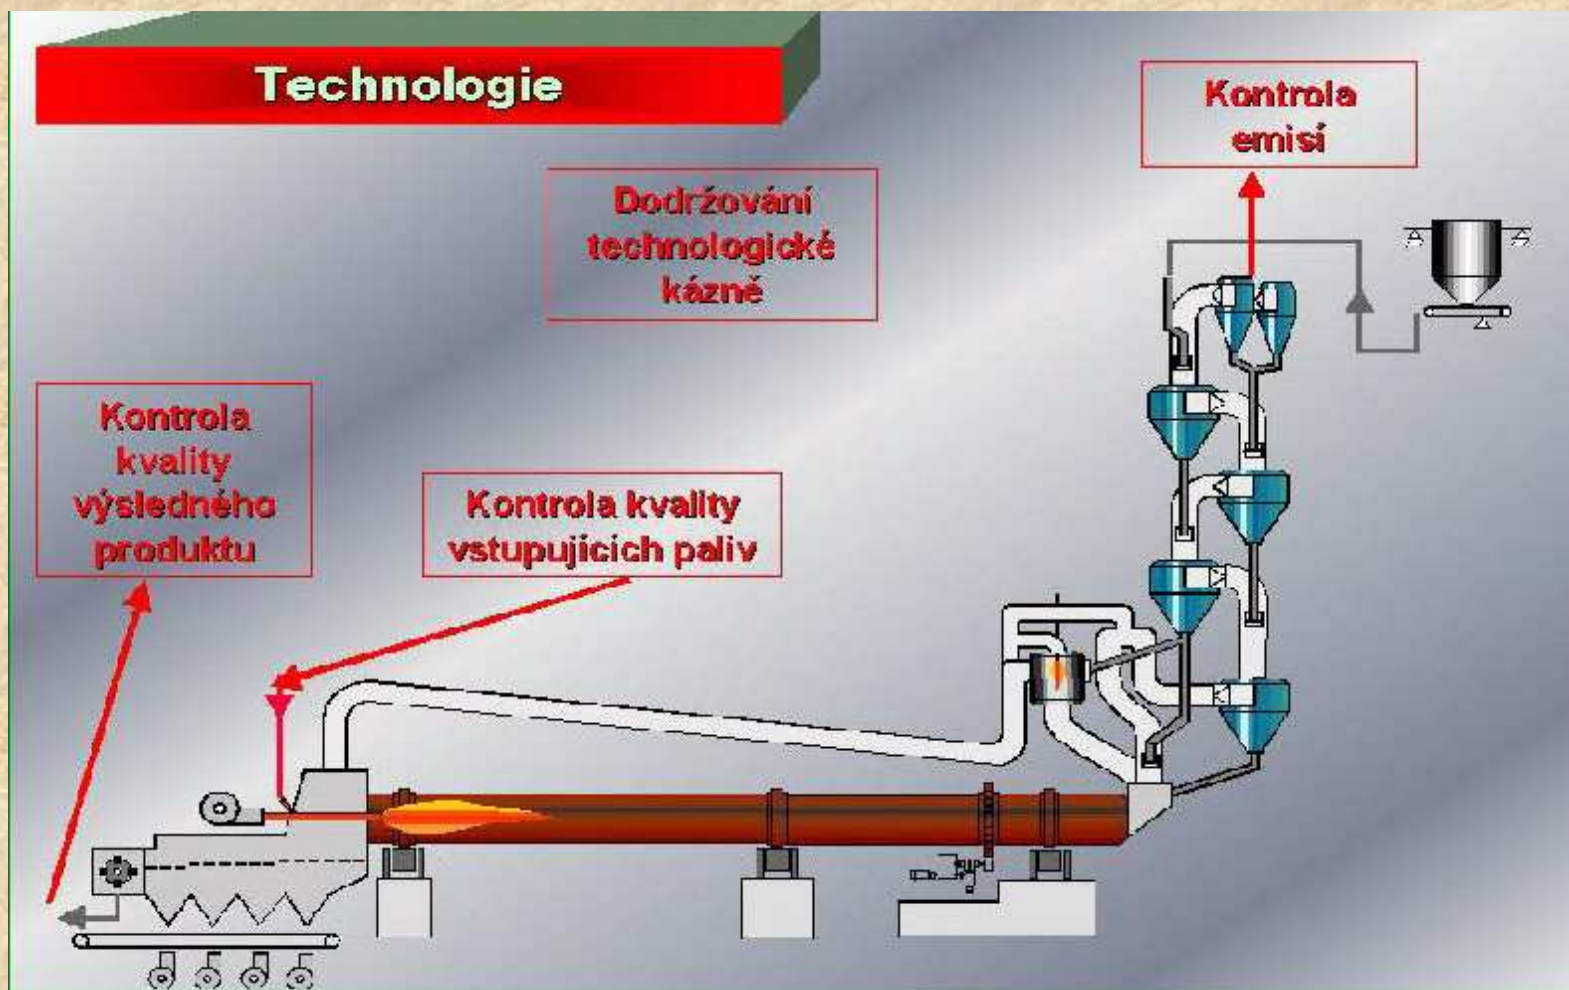 Technologie
Kontrola
emisí
Dodržování
technologické
kázně
Kontrola
kvality
výsledného
produktu
Kontrola kvality
vstupujících paliv